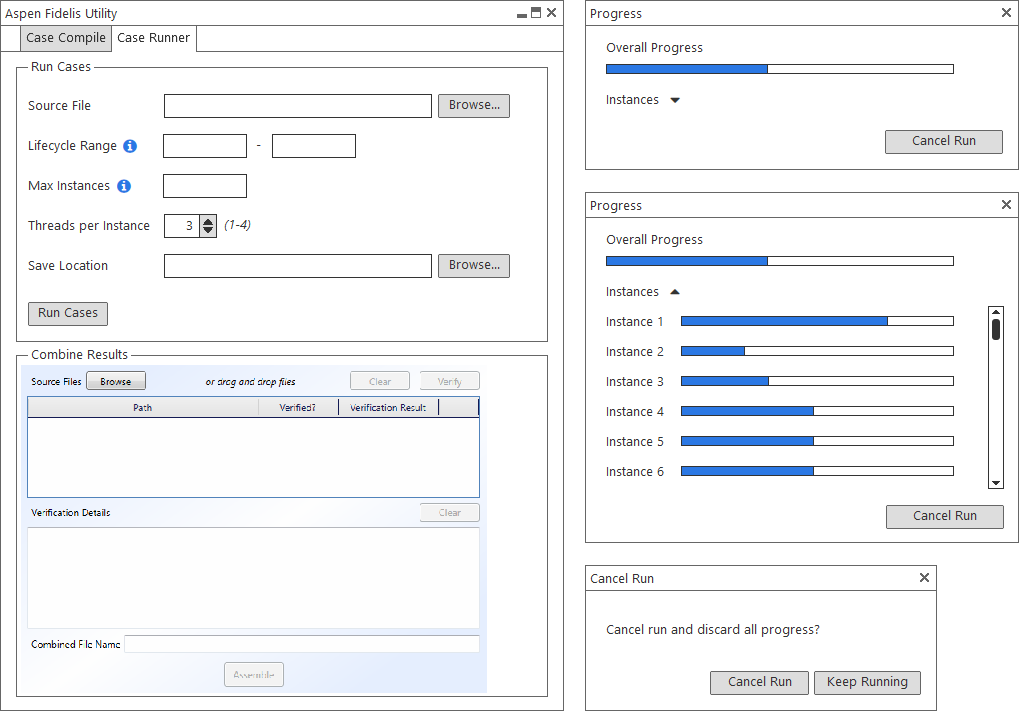 Aspen Fidelis Utility
Case Compile Case Runner
Run Cases
Source File Browse...
Lifecycle Range -
Max Instances
Threads per Instance 3 (1-4)
Save Location Browse...
Run Cases
Combine Results
Source Files Browse or drag and drop files Clear Verify
Path Verified? Verification Result
Verification Details Clear
Combined File Name
Assemble
Progress
Overall Progress
Instances
Cancel Run
Progress
Overall Progress
Instances
Instance 1
Instance 2
Instance 3
Instance 4
Instance 5
Instance 6
Cancel Run
Cancel Run
Cancel run and discard all progress?
Cancel Run Keep Running